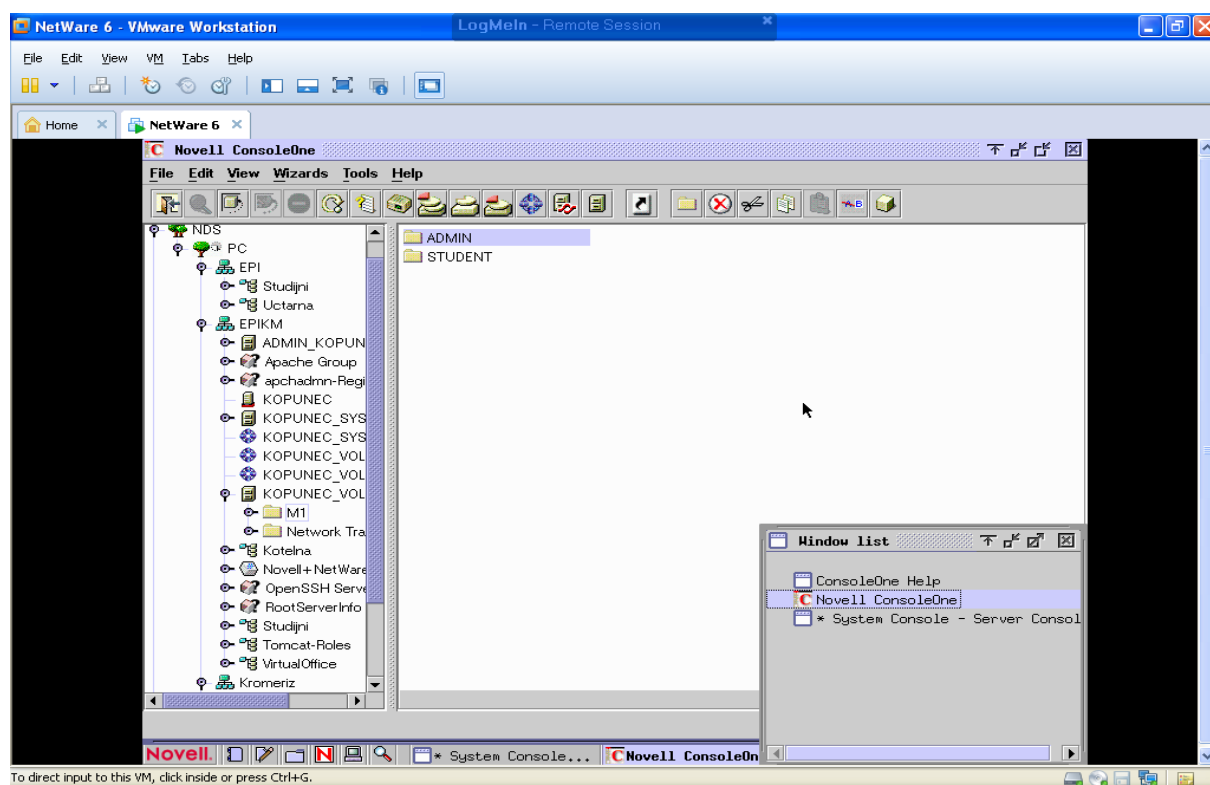 NetWare 6 - VMware Workstation
LogMeIn - Remote Session
File Edit View VM Tabs Help
Home
NetWare 6
Novell ConsoleOne
File Edit View Wizards Tools Help
NDS
PC
EPI
Studijni
Uctarna
EPIKM
ADMIN_KOPUN
Apache Group
apchadmn-Regi
KOPUNEC
KOPUNEC_SYS
KOPUNEC_SYS
KOPUNEC_VOL
KOPUNEC_VOL
KOPUNEC_VOL
M1
Network Tra
Kotelna
Novell+NetWare
OpenSSH Serve
RootServerInfo
Studijni
Tomcat-Roles
VirtualOffice
Kromeriz
ADMIN
STUDENT
Window list
ConsoleOne Help
Novell ConsoleOne
* System Console - Server Consol
Novell. N * System Console... Novell ConsoleOn
To direct input to this VM, click inside or press Ctrl+G.